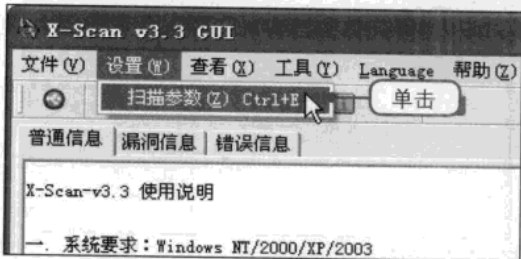 X-Scan v3.3 GUI
文件(V) 设置(W) 查看(X) 工具(Y) Language 帮助(Z)
扫描参数(Z) Ctrl+E 单击
普通信息 漏洞信息 错误信息
X-Scan-v3.3 使用说明
一. 系统要求：Windows NT/2000/XP/2003